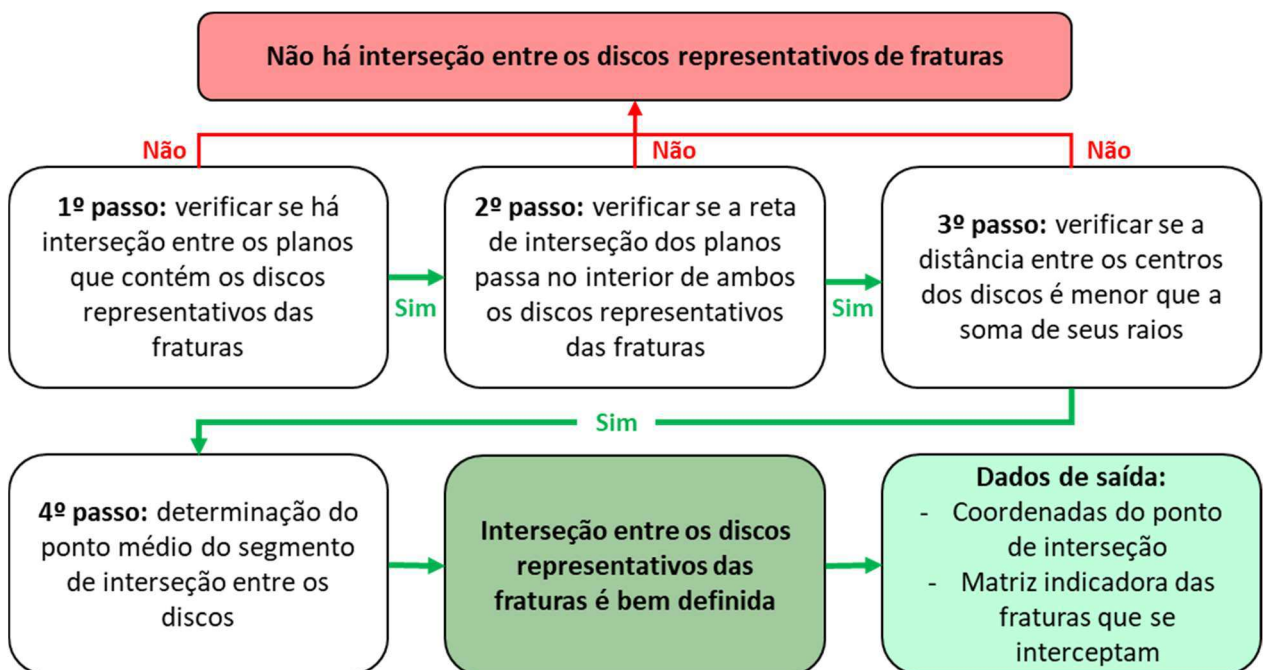 Não há interseção entre os discos representativos de fraturas
Não
Não
Não
1º passo: verificar se há
interseção entre os planos
que contém os discos
representativos das
fraturas
Sim
2º passo: verificar se a reta
de interseção dos planos
passa no interior de ambos
os discos representativos
das fraturas
Sim
3º passo: verificar se a
distância entre os centros
dos discos é menor que a
soma de seus raios
Sim
4º passo: determinação do
ponto médio do segmento
de interseção entre os
discos
Interseção entre os discos
representativos das
fraturas é bem definida
Dados de saída:
- Coordenadas do ponto
de interseção
- Matriz indicadora das
fraturas que se
interceptam